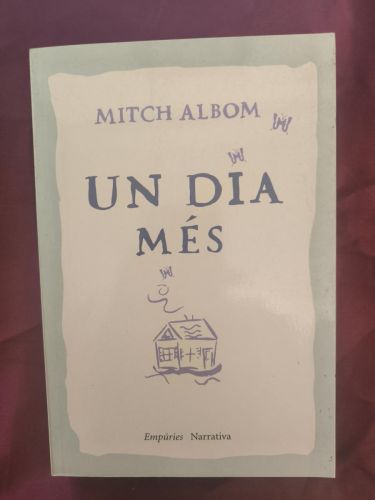 MITCH ALBOM
UN DIA
MÉS
Empúries Narrativa